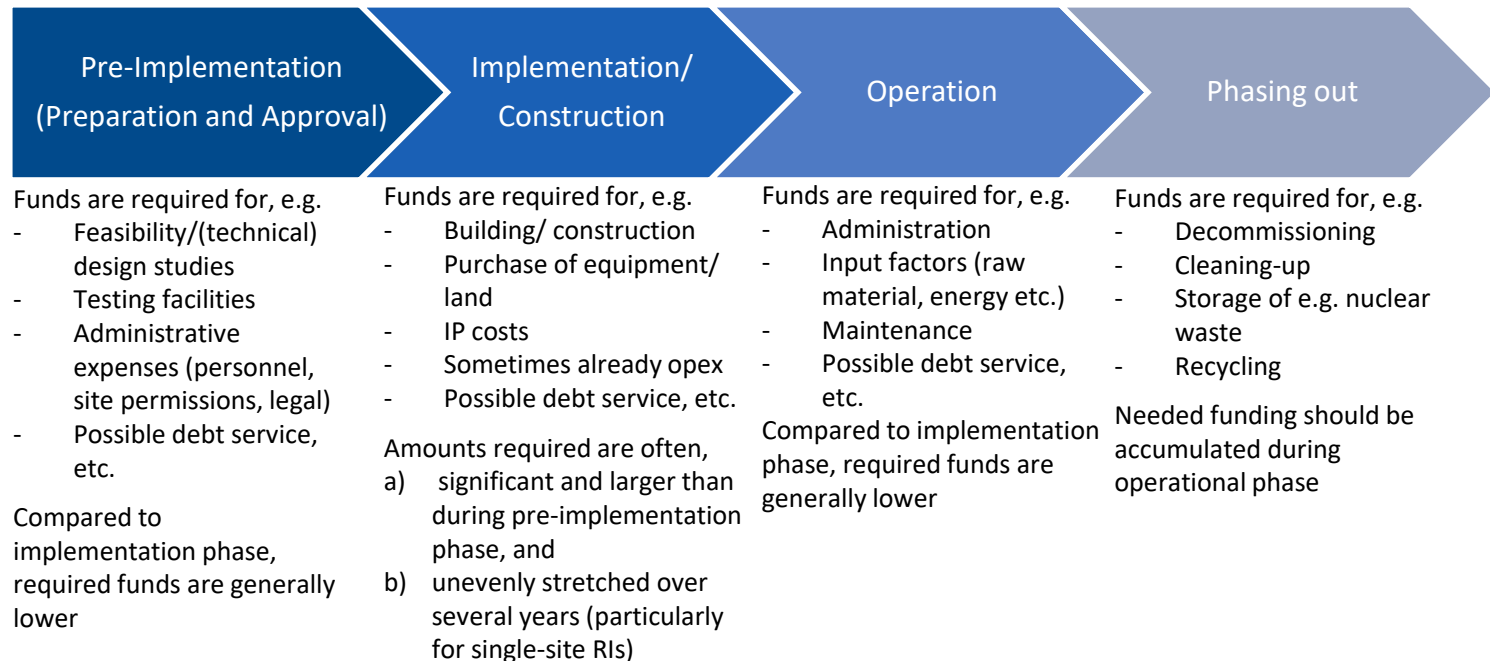 Pre-Implementation
(Preparation and Approval)
Implementation/
Construction
Operation
Phasing out
Funds are required for, e.g.
- Feasibility/(technical)
design studies
- Testing facilities
- Administrative
expenses (personnel,
site permissions, legal)
- Possible debt service,
etc.
Compared to
implementation phase,
required funds are generally
lower
Funds are required for, e.g.
- Building/ construction
- Purchase of equipment/
land
- IP costs
- Sometimes already opex
- Possible debt service, etc.
Amounts required are often,
a) significant and larger than
during pre-implementation
phase, and
b) unevenly stretched over
several years (particularly
for single-site RIs)
Funds are required for, e.g.
- Administration
- Input factors (raw
material, energy etc.)
- Maintenance
- Possible debt service,
etc.
Compared to implementation
phase, required funds are
generally lower
Funds are required for, e.g.
- Decommissioning
- Cleaning-up
- Storage of e.g. nuclear
waste
- Recycling
Needed funding should be
accumulated during
operational phase